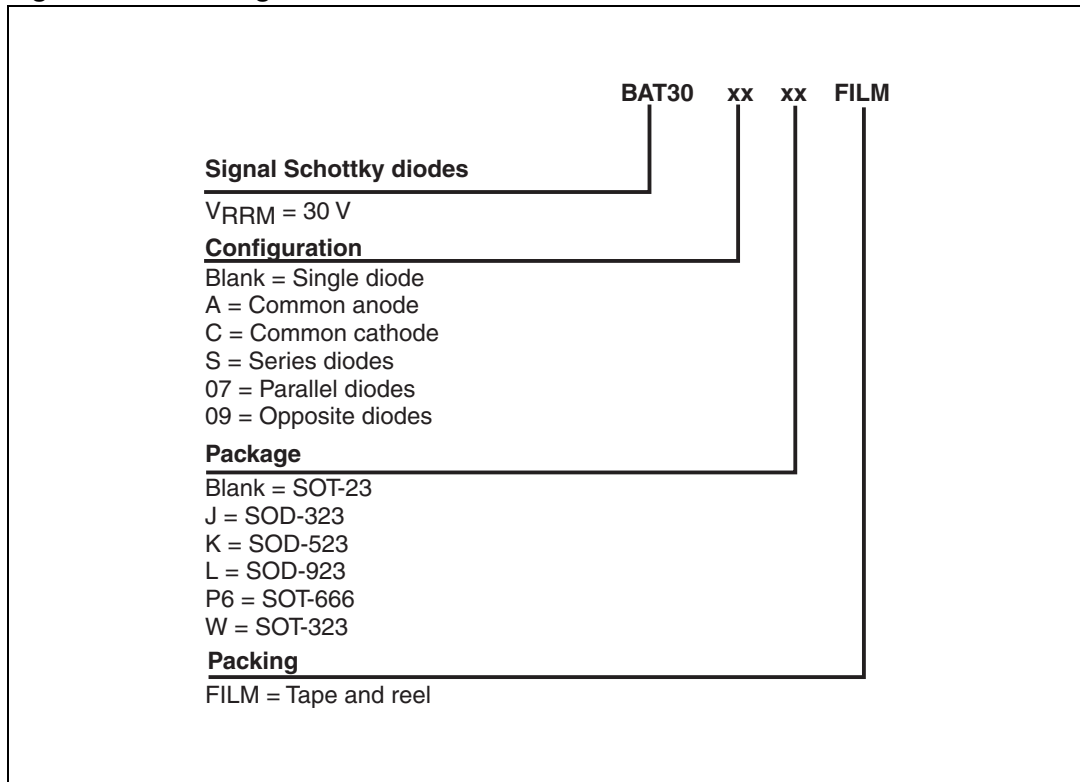 BAT30 xx xx FILM
Signal Schottky diodes
VRRM = 30 V
Configuration
Blank = Single diode
A = Common anode
C = Common cathode
S = Series diodes
07 = Parallel diodes
09 = Opposite diodes
Package
Blank = SOT-23
J = SOD-323
K = SOD-523
L = SOD-923
P6 = SOT-666
W = SOT-323
Packing
FILM = Tape and reel